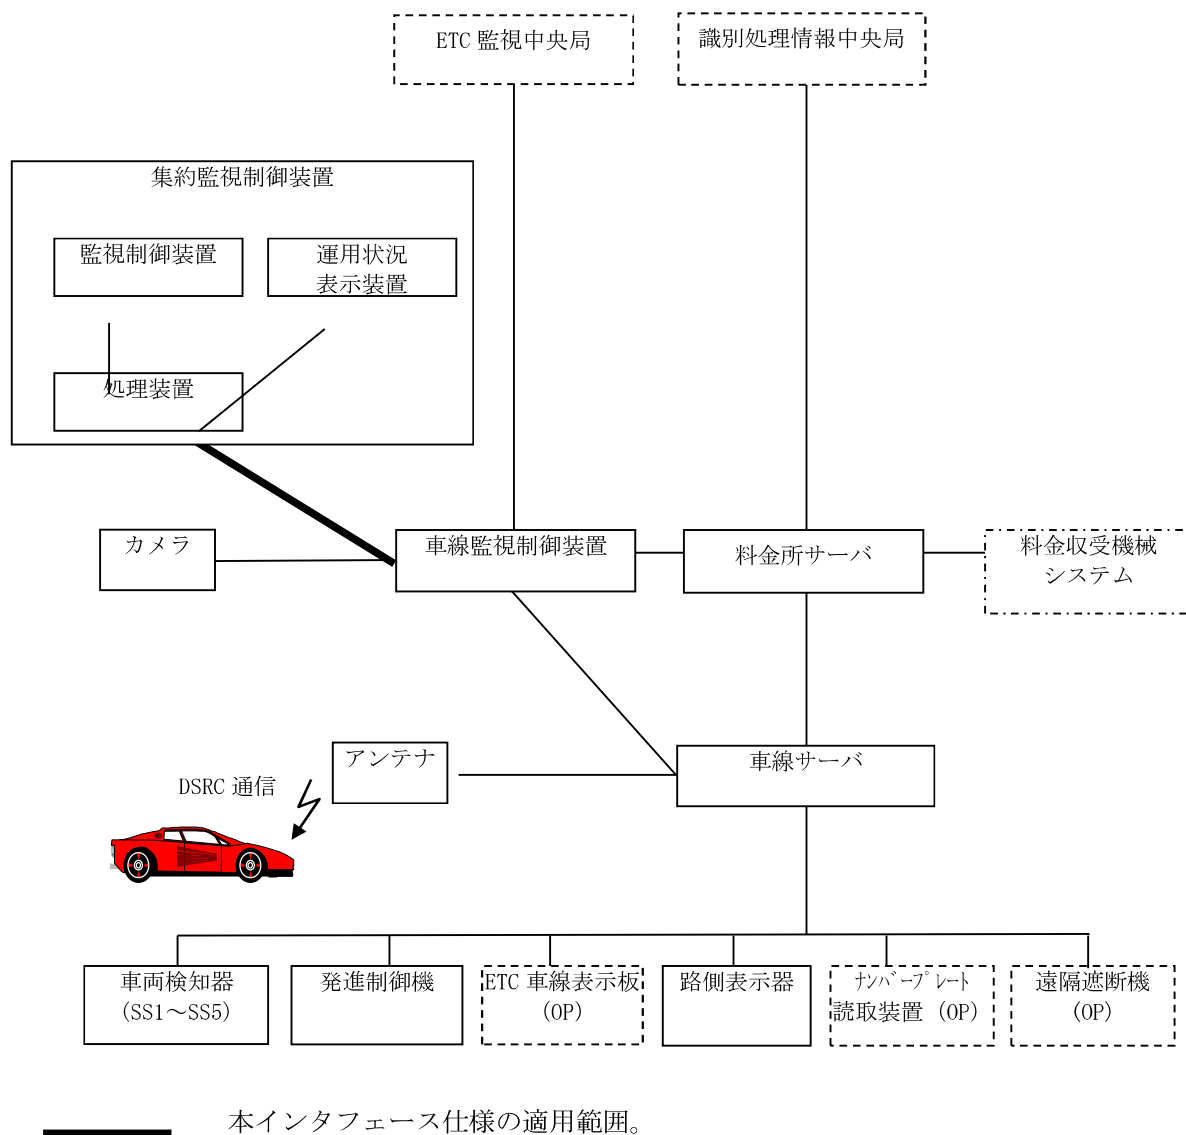 ETC 監視中央局
識別処理情報中央局
集約監視制御装置
監視制御装置
運用状況
表示装置
処理装置
カメラ
車線監視制御装置
料金所サーバ
料金収受機械
システム
アンテナ
車線サーバ
DSRC 通信
車両検知器
(SS1～SS5)
発進制御機
ETC 車線表示板
(OP)
路側表示器
ﾅﾝﾊﾞｰﾌﾟﾚｰﾄ
読取装置（OP）
遠隔遮断機
(OP)
本インタフェース仕様の適用範囲。